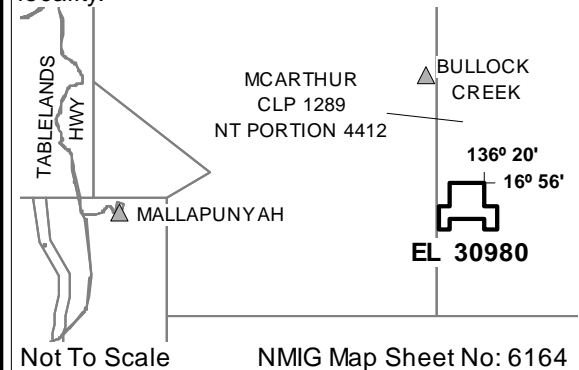 locality.
TABLELANDS
HWY
MCARTHUR
CLP 1289
NT PORTION 4412
BULLOCK
CREEK
136º 20'
16º 56'
MALLAPUNYAH
EL 30980
Not To Scale
NMIG Map Sheet No: 6164